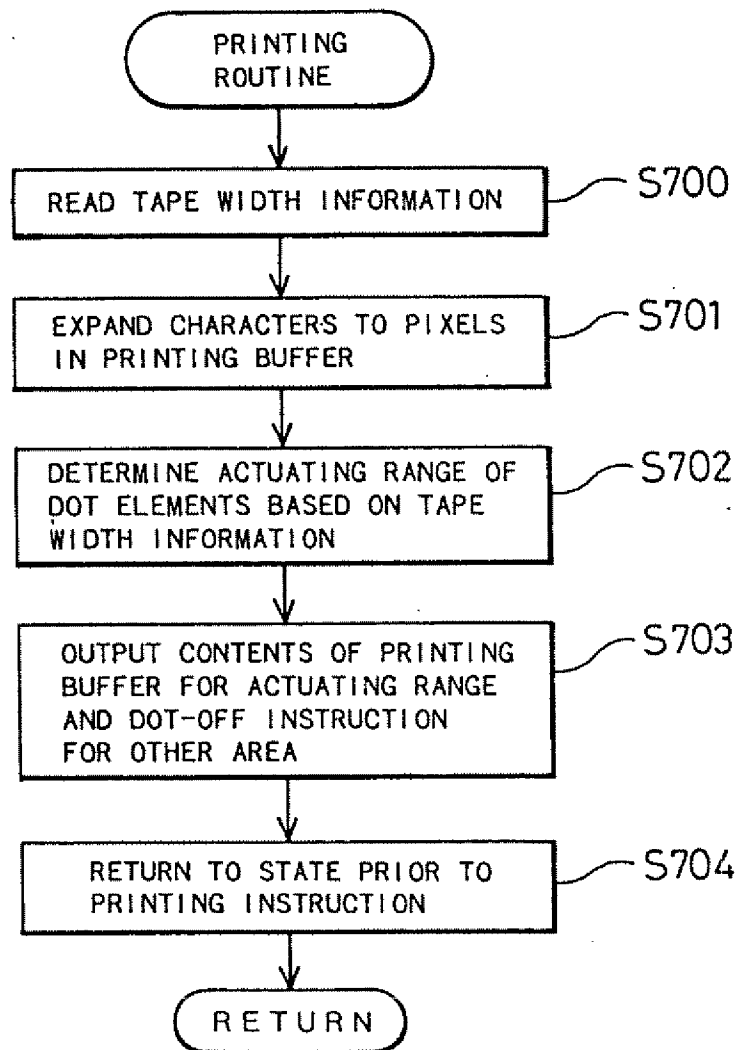 PRINTING
ROUTINE
READ TAPE WIDTH INFORMATION
S700
EXPAND CHARACTERS TO PIXELS
IN PRINTING BUFFER
S701
DETERMINE ACTUATING RANGE OF
DOT ELEMENTS BASED ON TAPE
WIDTH INFORMATION
S702
OUTPUT CONTENTS OF PRINTING
BUFFER FOR ACTUATING RANGE
AND DOT-OFF INSTRUCTION
FOR OTHER AREA
S703
RETURN TO STATE PRIOR TO
PRINTING INSTRUCTION
S704
RETURN